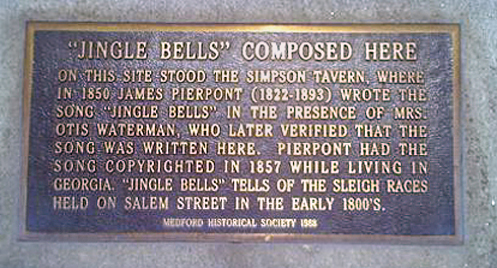 "JINGLE BELLS" COMPOSED HERE
ON THIS SITE STOOD THE SIMPSON TAVERN, WHERE
IN 1850 JAMES PIERPONT (1822-1893) WROTE THE
SONG "JINGLE BELLS" IN THE PRESENCE OF MRS.
OTIS WATERMAN, WHO LATER VERIFIED THAT THE
SONG WAS WRITTEN HERE. PIERPONT HAD THE
SONG COPYRIGHTED IN 1857 WHILE LIVING IN
GEORGIA. "JINGLE BELLS" TELLS OF THE SLEIGH RACES
HELD ON SALEM STREET IN THE EARLY 1800'S.
MEDFORD HISTORICAL SOCIETY